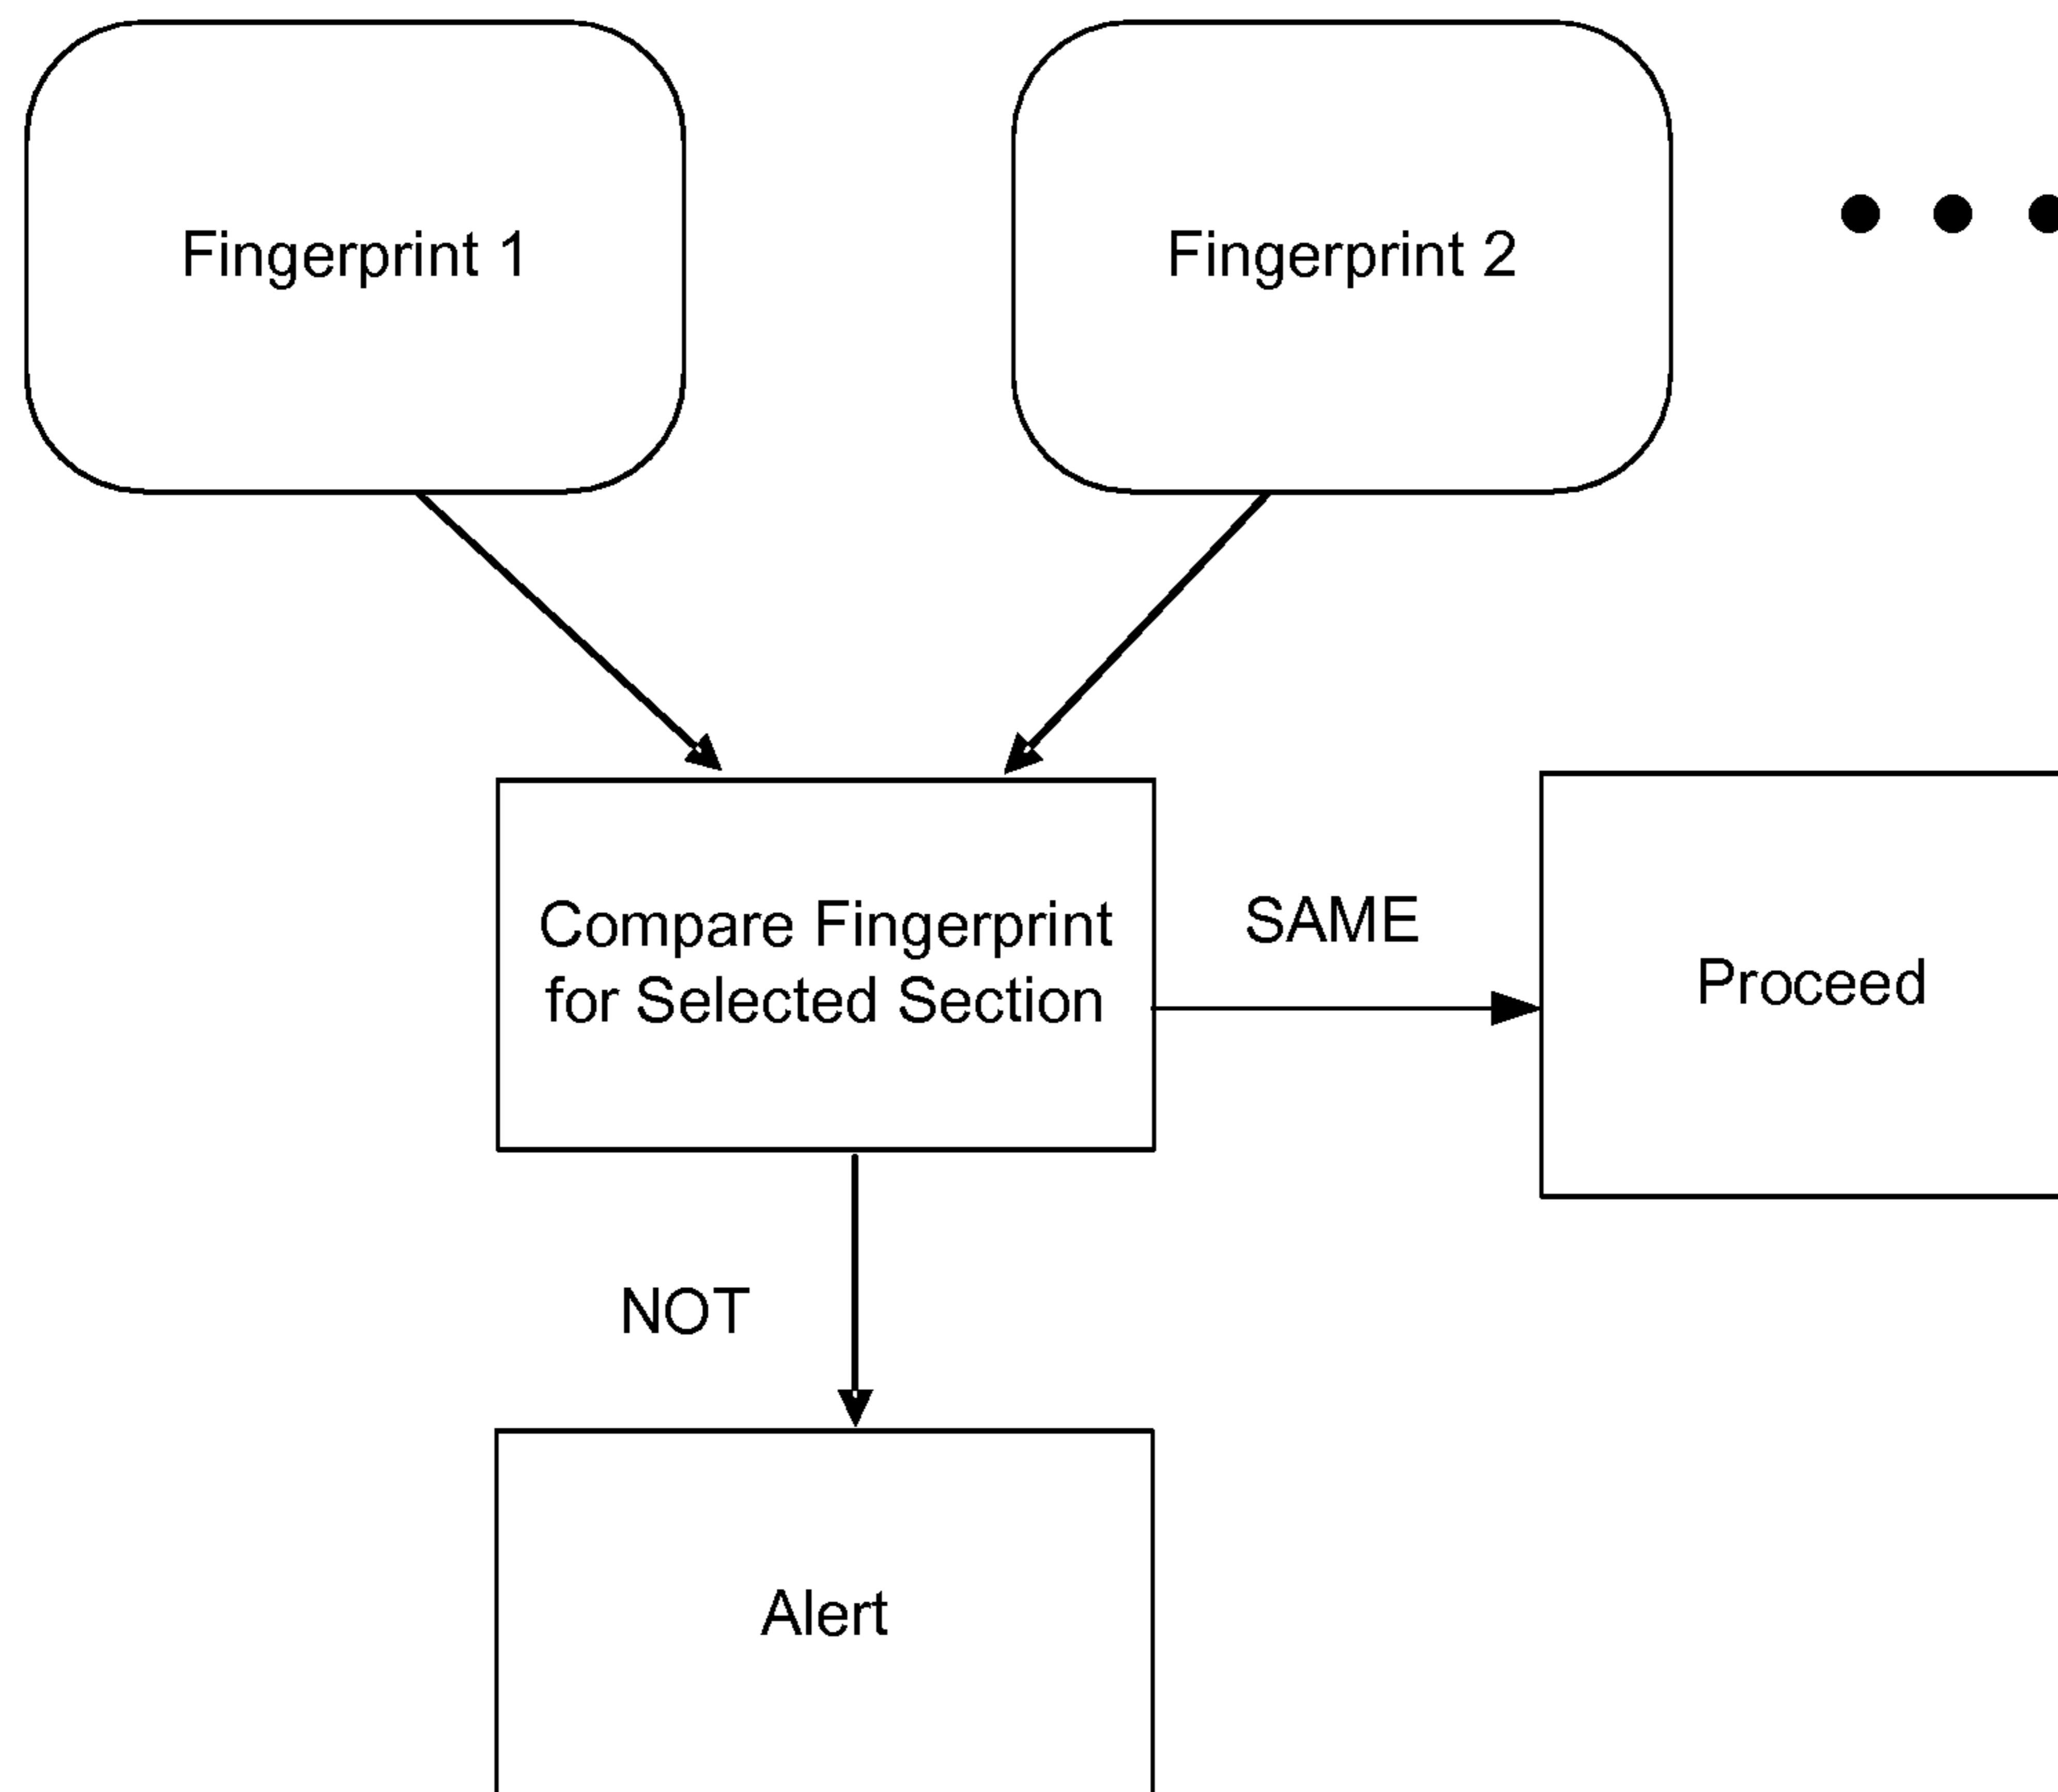 Fingerprint 1
Fingerprint 2
Compare Fingerprint
for Selected Section
SAME
Proceed
NOT
Alert